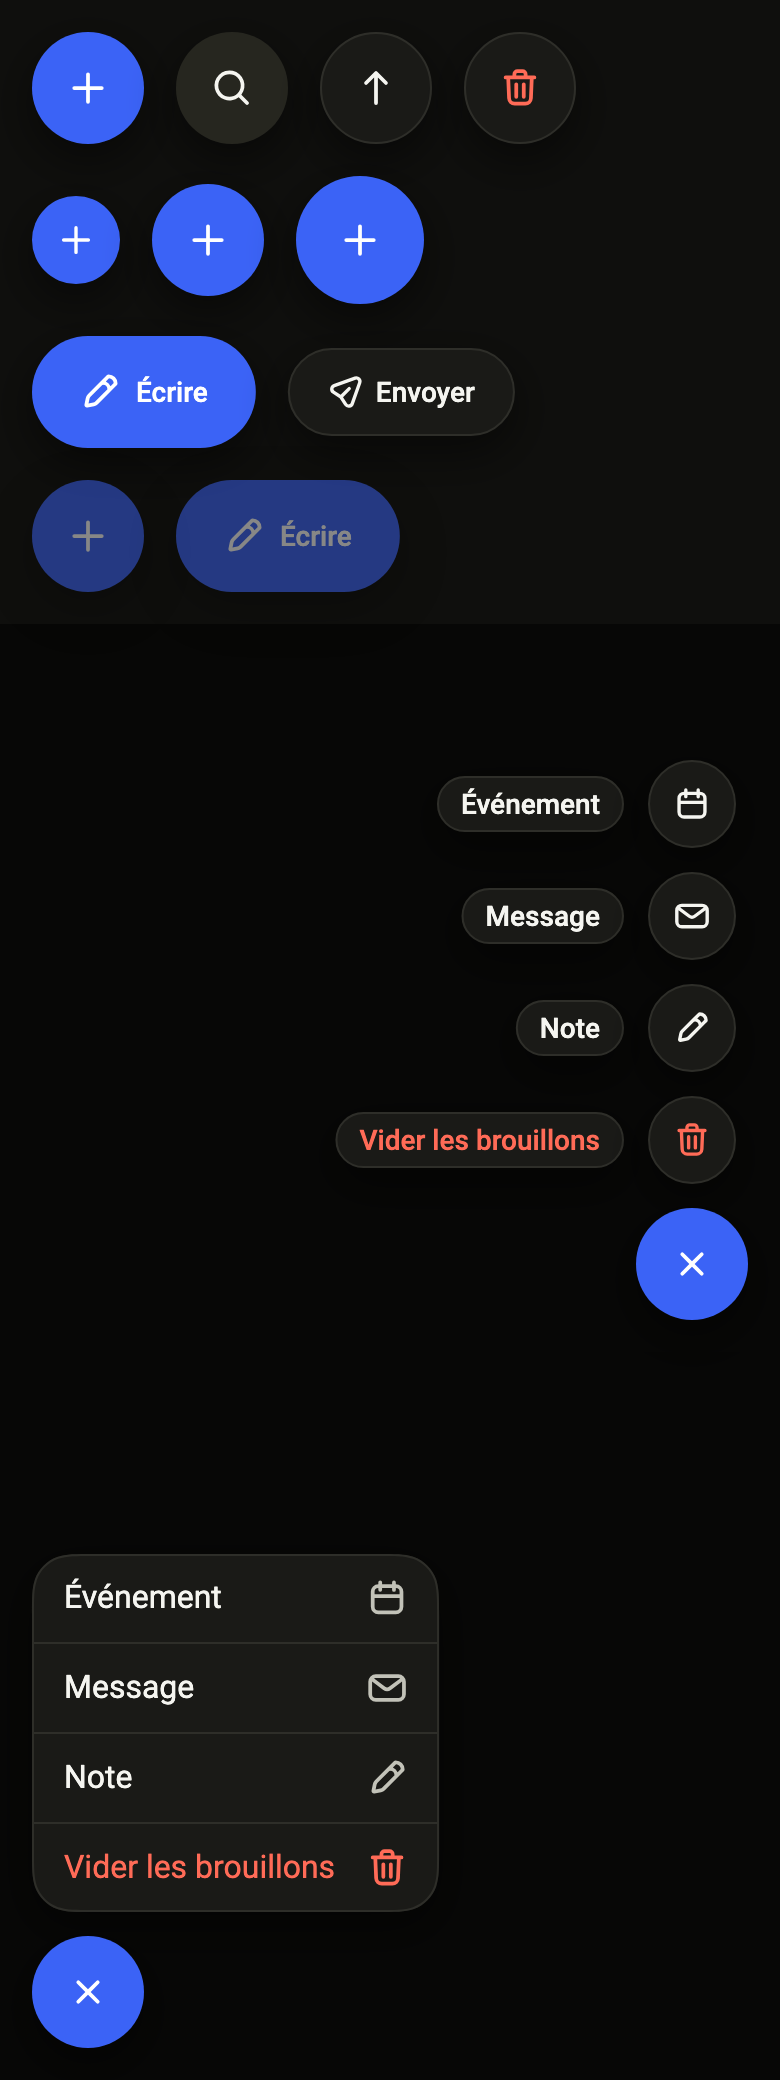 Écrire
Envoyer
Écrire
Événement
Message
Note
Vider les brouillons
Événement
Message
Note
Vider les brouillons